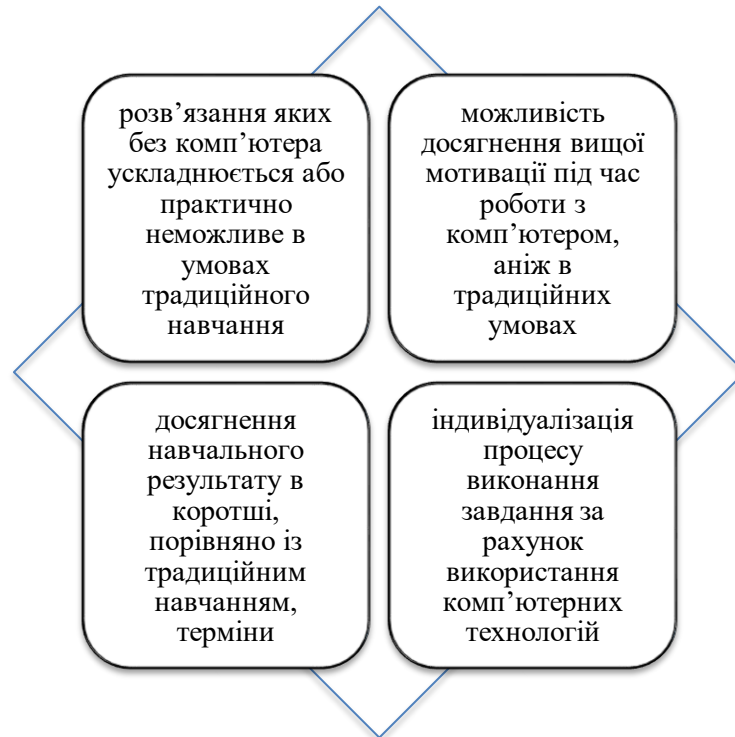 розв’язання яких
без комп’ютера
ускладнюється або
практично
неможливе в
умовах
традиційного
навчання
можливість
досягнення вищої
мотивації під час
роботи з
комп’ютером,
аніж в
традиційних
умовах
досягнення
навчального
результату в
коротші,
порівняно із
традиційним
навчанням,
терміни
індивідуалізація
процесу
виконання
завдання за
рахунок
використання
комп’ютерних
технологій